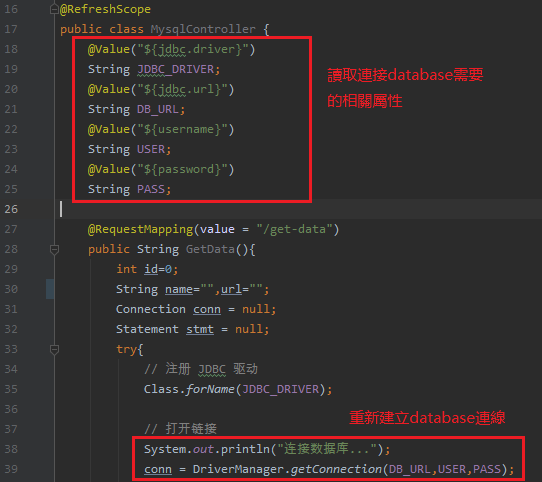 16 @RefreshScope
17 public class MysqlController {
18 @Value("${jdbc.driver}")
19 String JDBC_DRIVER;
20 @Value("${jdbc.url}")
21 String DB_URL;
22 @Value("${username}")
23 String USER;
24 @Value("${password}")
25 String PASS;
讀取連接database需要
的相關屬性
26
27 @RequestMapping(value = "/get-data")
28 public String GetData(){
29 int id=0;
30 String name="",url="";
31 Connection conn = null;
32 Statement stmt = null;
33 try{
34 // 注册 JDBC 驱动
35 Class.forName(JDBC_DRIVER);
36
重新建立database連線
37 // 打开链接
38 System.out.println("连接数据库...");
39 conn = DriverManager.getConnection(DB_URL,USER,PASS);